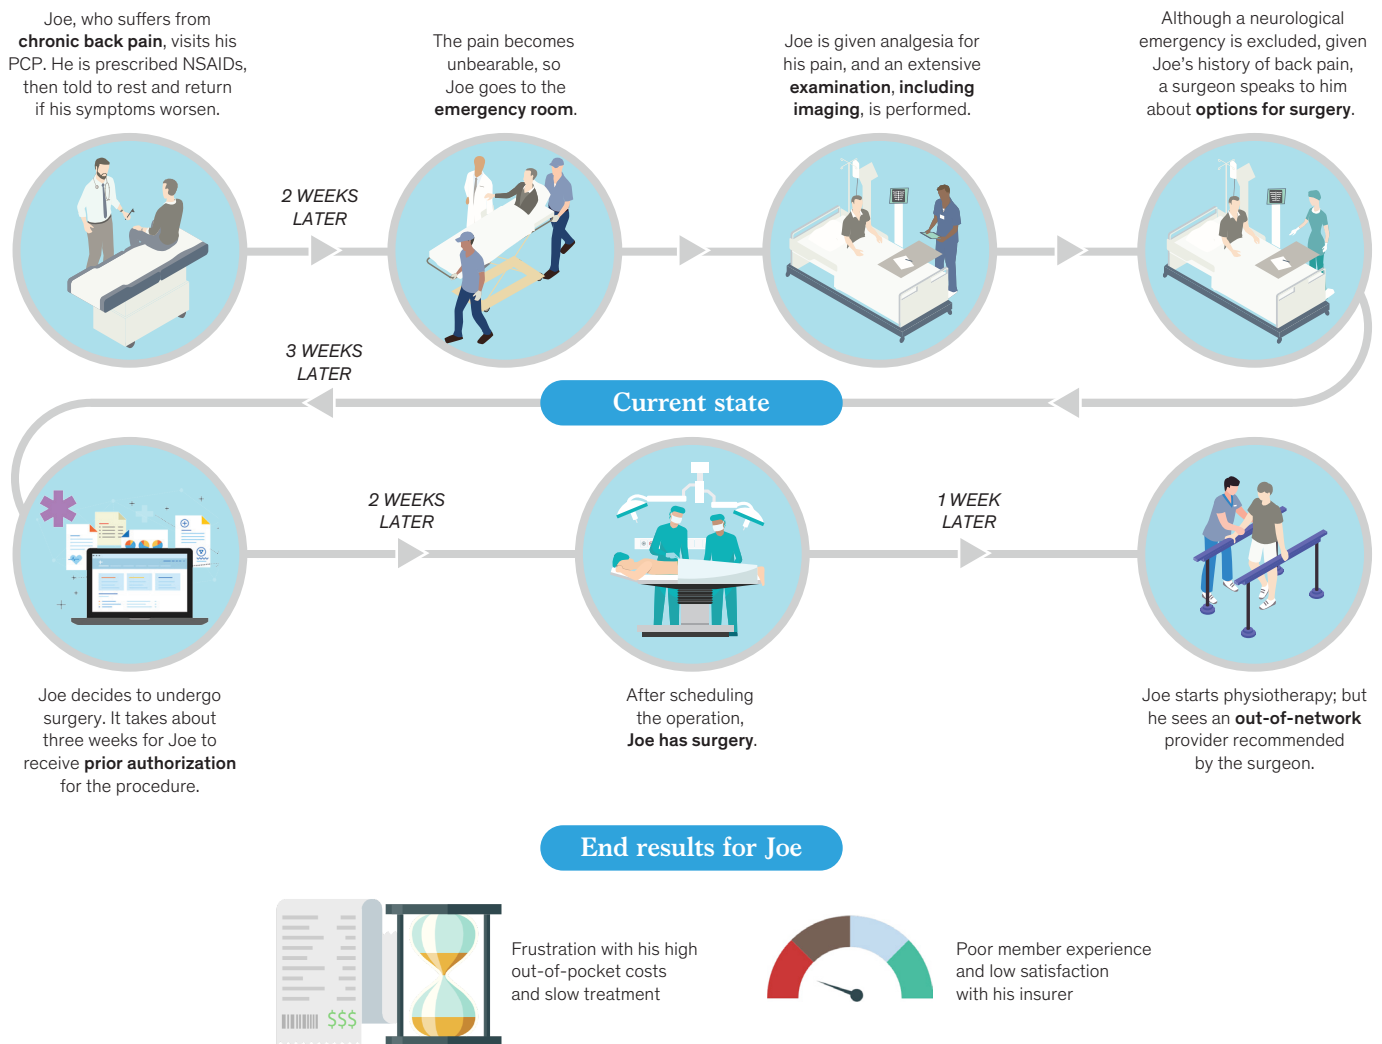 Joe, who suffers from
chronic back pain, visits his
PCP. He is prescribed NSAIDs,
then told to rest and return
if his symptoms worsen.
The pain becomes
unbearable, so
Joe goes to the
emergency room.
Joe is given analgesia for
his pain, and an extensive
examination, including
imaging, is performed.
Although a neurological
emergency is excluded, given
Joe’s history of back pain,
a surgeon speaks to him
about options for surgery.
2 WEEKS
LATER
3 WEEKS
LATER
Current state
2 WEEKS
LATER
1 WEEK
LATER
Joe decides to undergo
surgery. It takes about
three weeks for Joe to
receive prior authorization
for the procedure.
After scheduling
the operation,
Joe has surgery.
Joe starts physiotherapy; but
he sees an out-of-network
provider recommended
by the surgeon.
End results for Joe
$$$
Frustration with his high
out-of-pocket costs
and slow treatment
Poor member experience
and low satisfaction
with his insurer